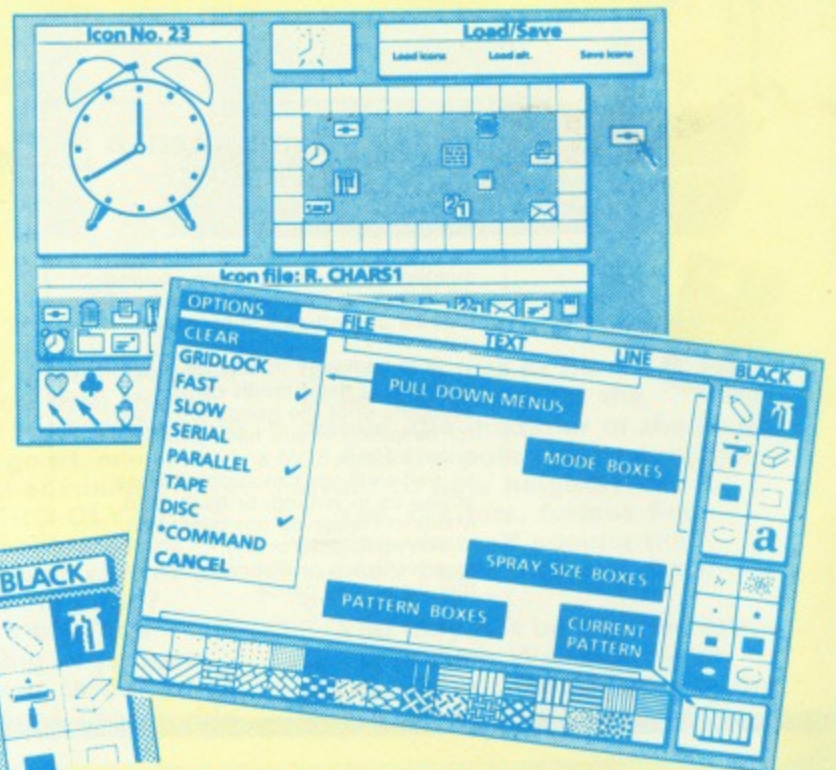 Icon No. 23
Load/Save
Load icons Load alt. Save icons
21
Icon file: R. CHARS1
21
OPTIONS FILE TEXT LINE BLACK
CLEAR
GRIDLOCK
FAST
SLOW
SERIAL
PARALLEL
TAPE
DISC
*COMMAND
CANCEL
PULL DOWN MENUS
MODE BOXES
a
SPRAY SIZE BOXES
PATTERN BOXES
CURRENT
PATTERN
BLACK